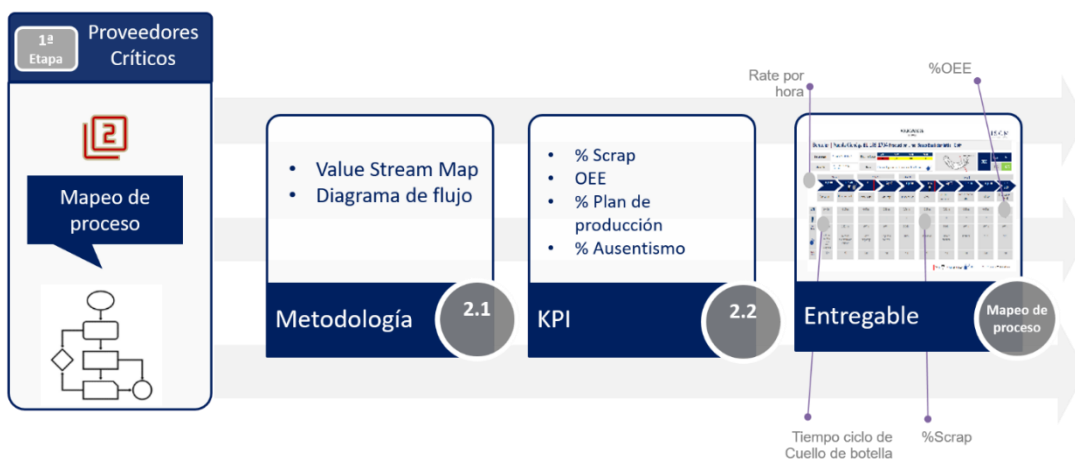 1ª
Etapa
Proveedores
Críticos
2
Mapeo de
proceso
• Value Stream Map
• Diagrama de flujo
Metodología
2.1
• % Scrap
• OEE
• % Plan de
producción
• % Ausentismo
KPI
2.2
Rate por
hora
%OEE
Entregable
Mapeo de
proceso
Tiempo ciclo de
Cuello de botella
%Scrap